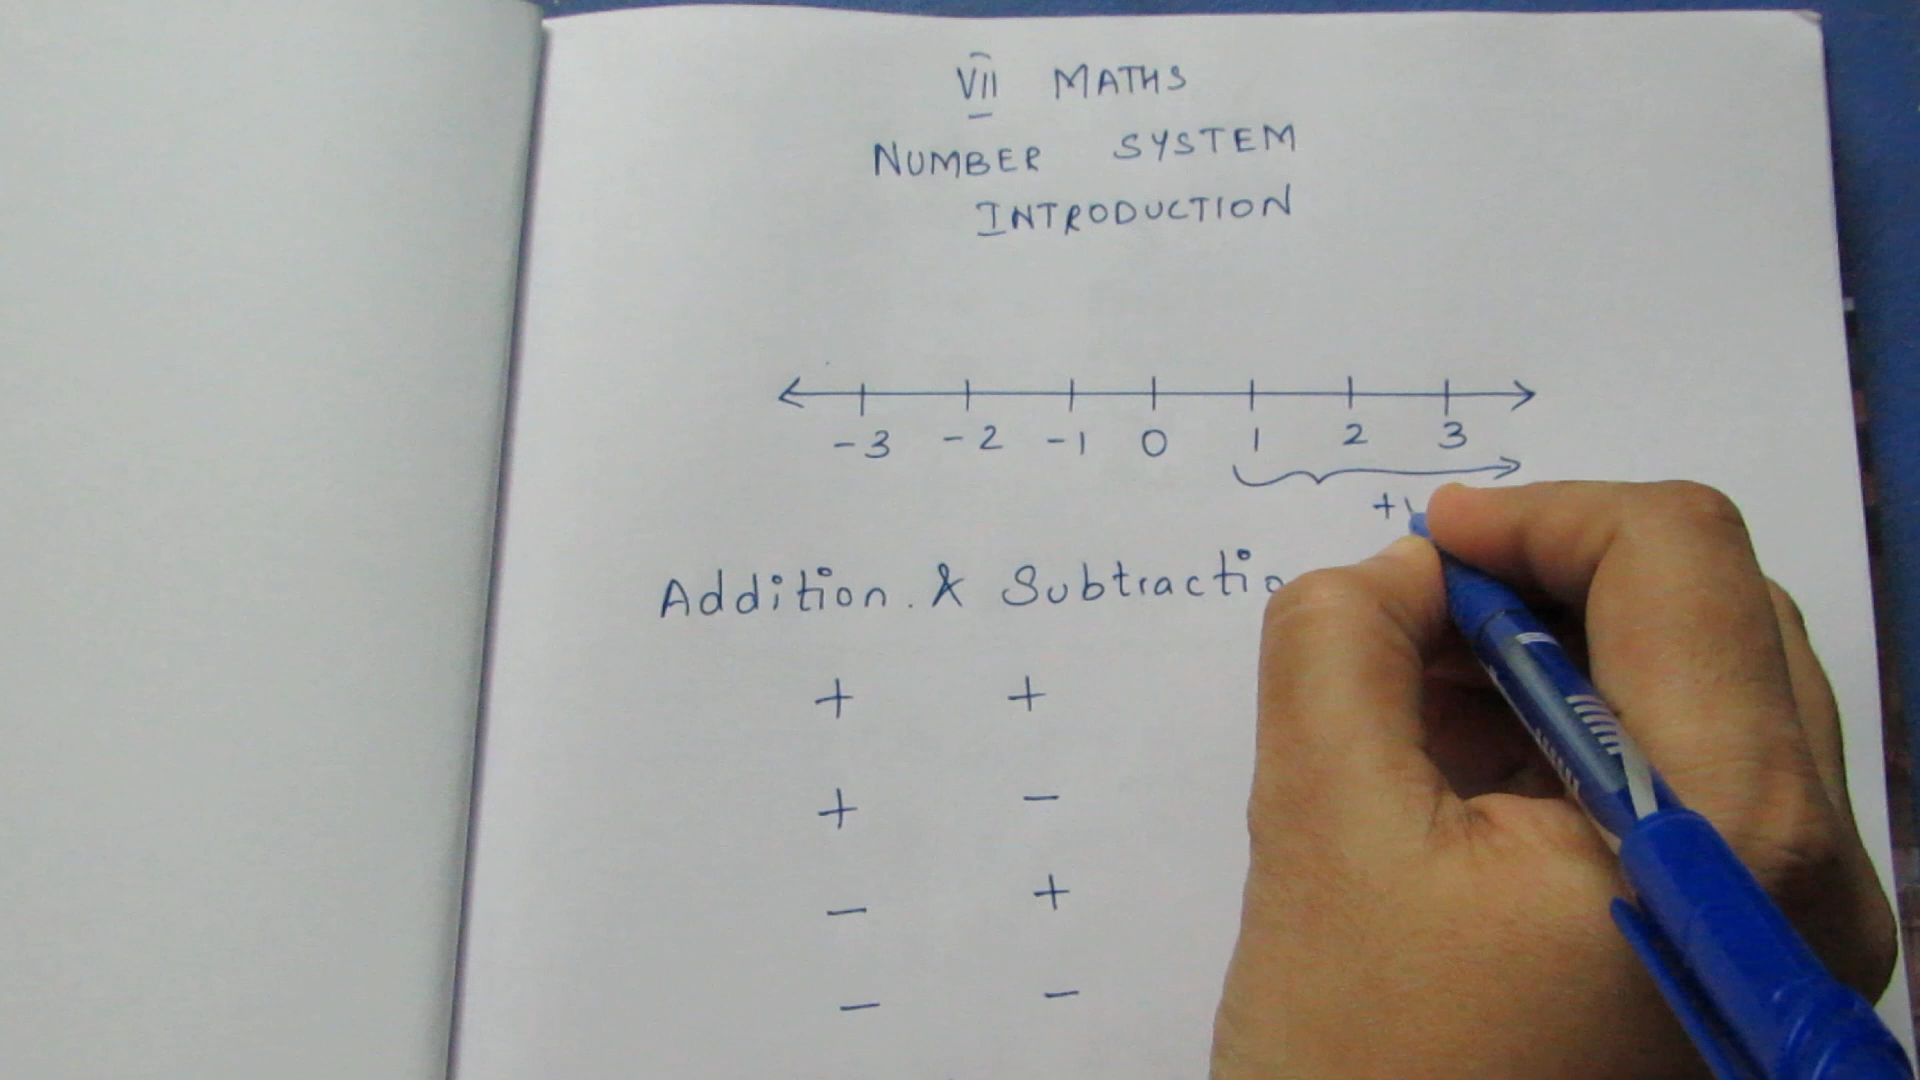 VII MATHS
NUMBER SYSTEM
INTRODUCTION
-3 -2 -1 0 1 2 3
+
Addition & Subtractio
+ +
+ -
- +
- -